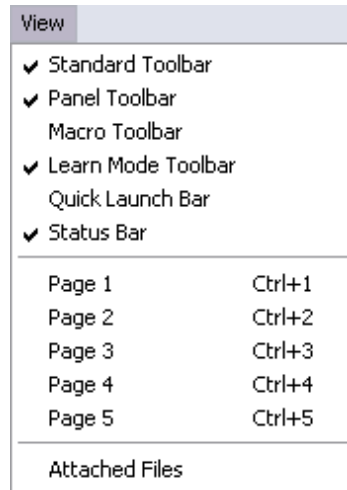 View
Standard Toolbar
Panel Toolbar
Macro Toolbar
Learn Mode Toolbar
Quick Launch Bar
Status Bar
Page 1 Ctrl+1
Page 2 Ctrl+2
Page 3 Ctrl+3
Page 4 Ctrl+4
Page 5 Ctrl+5
Attached Files